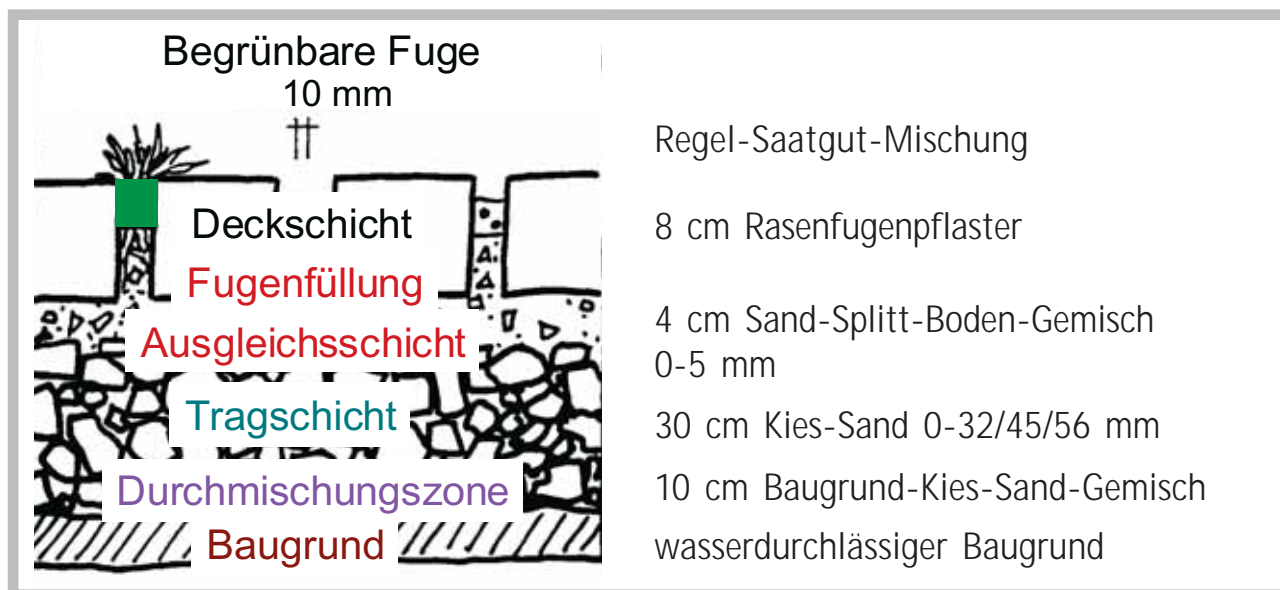 Begrünbare Fuge
10 mm
Regel-Saatgut-Mischung
Deckschicht
8 cm Rasenfugenpflaster
Fugenfüllung
Ausgleichsschicht
4 cm Sand-Splitt-Boden-Gemisch
0-5 mm
Tragschicht
30 cm Kies-Sand 0-32/45/56 mm
Durchmischungszone
10 cm Baugrund-Kies-Sand-Gemisch
Baugrund
wasserdurchlässiger Baugrund